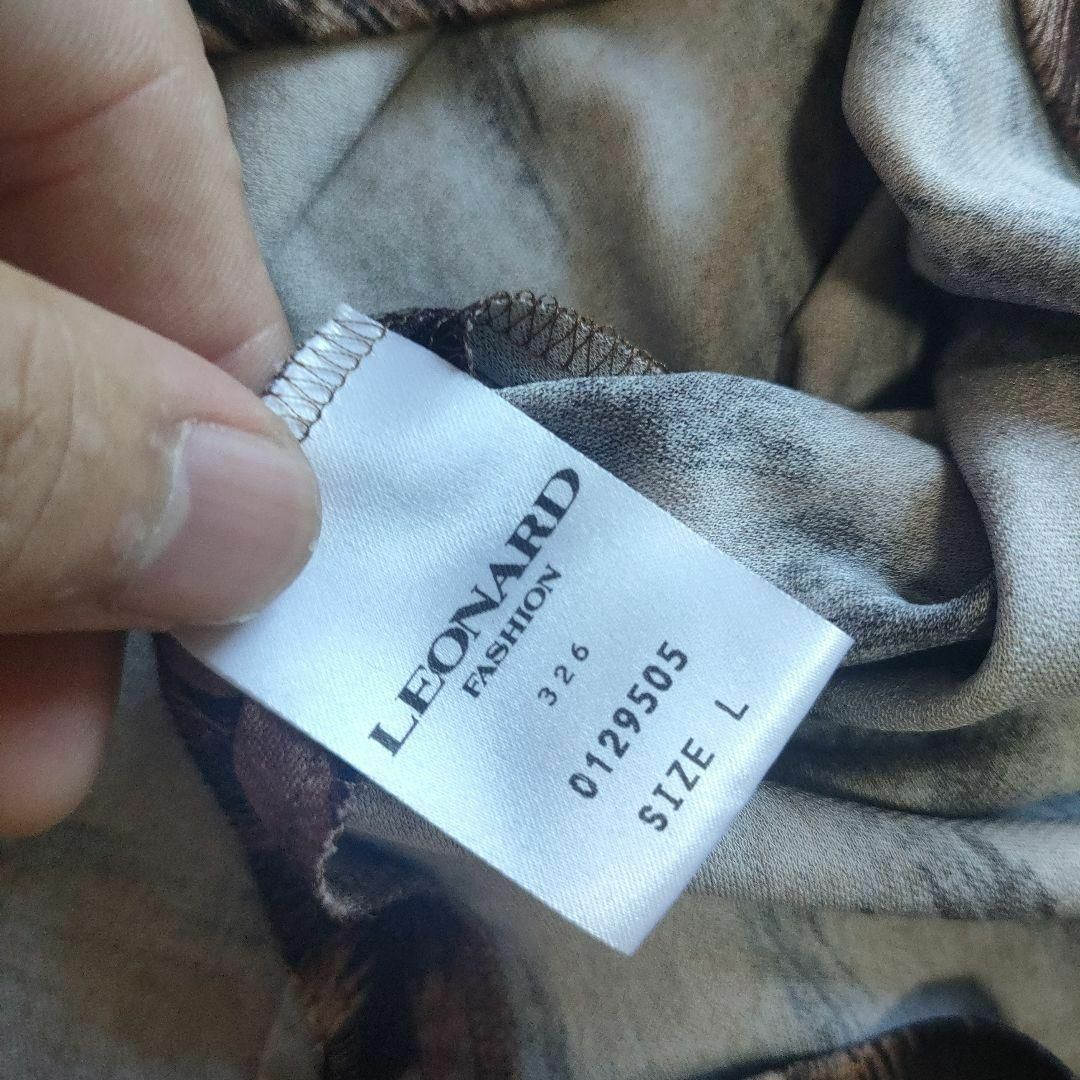 LEONARD
FASHION
326
0129505
SIZE L